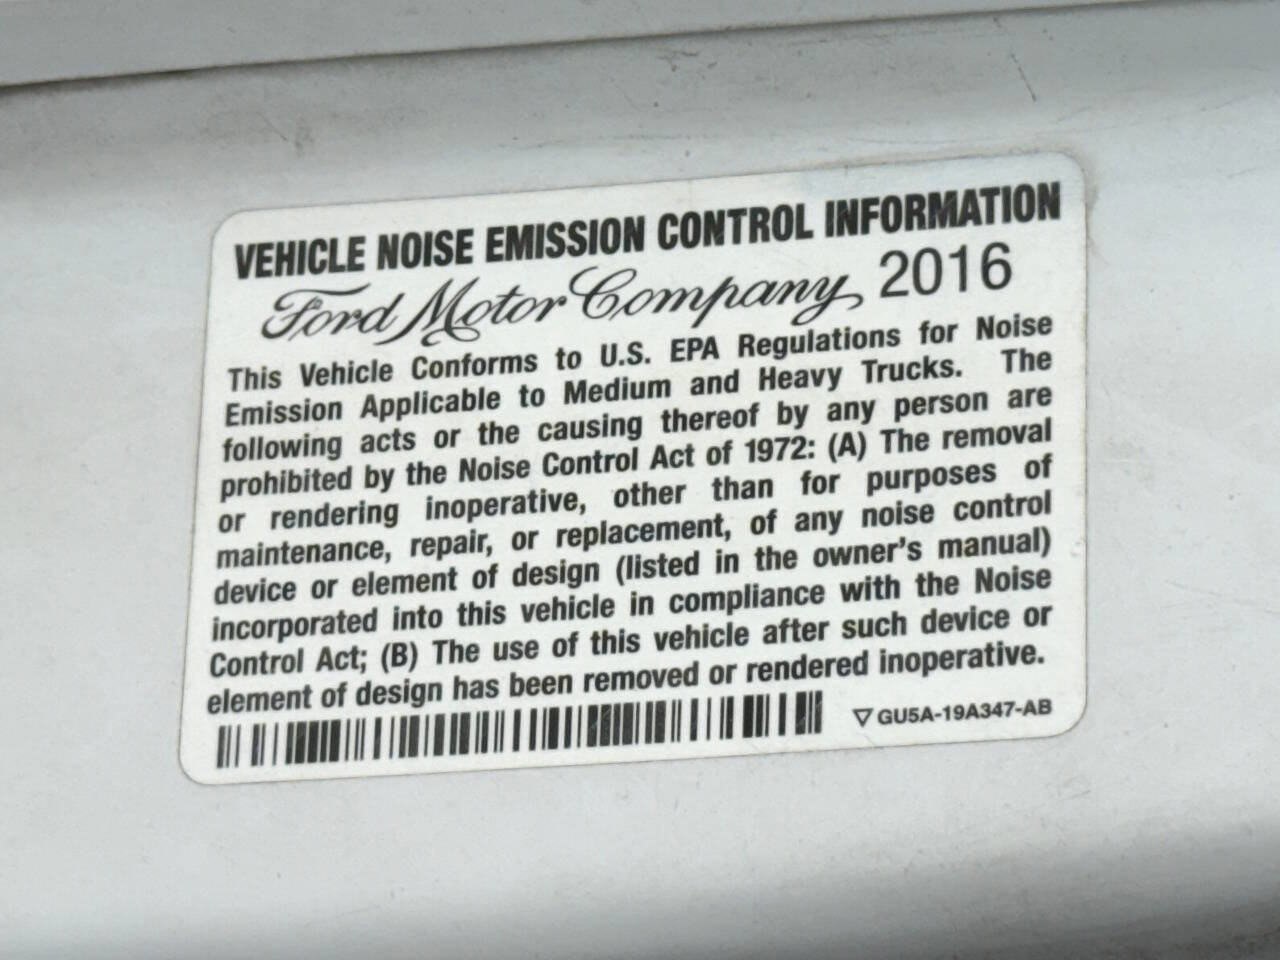 VEHICLE NOISE EMISSION CONTROL INFORMATION
Ford Motor Company 2016
This Vehicle Conforms to U.S. EPA Regulations for Noise
Emission Applicable to Medium and Heavy Trucks. The
following acts or the causing thereof by any person are
prohibited by the Noise Control Act of 1972: (A) The removal
or rendering inoperative, other than for purposes of
maintenance, repair, or replacement, of any noise control
device or element of design (listed in the owner's manual)
incorporated into this vehicle in compliance with the Noise
Control Act; (B) The use of this vehicle after such device or
element of design has been removed or rendered inoperative.
▽ GU5A-19A347-AB